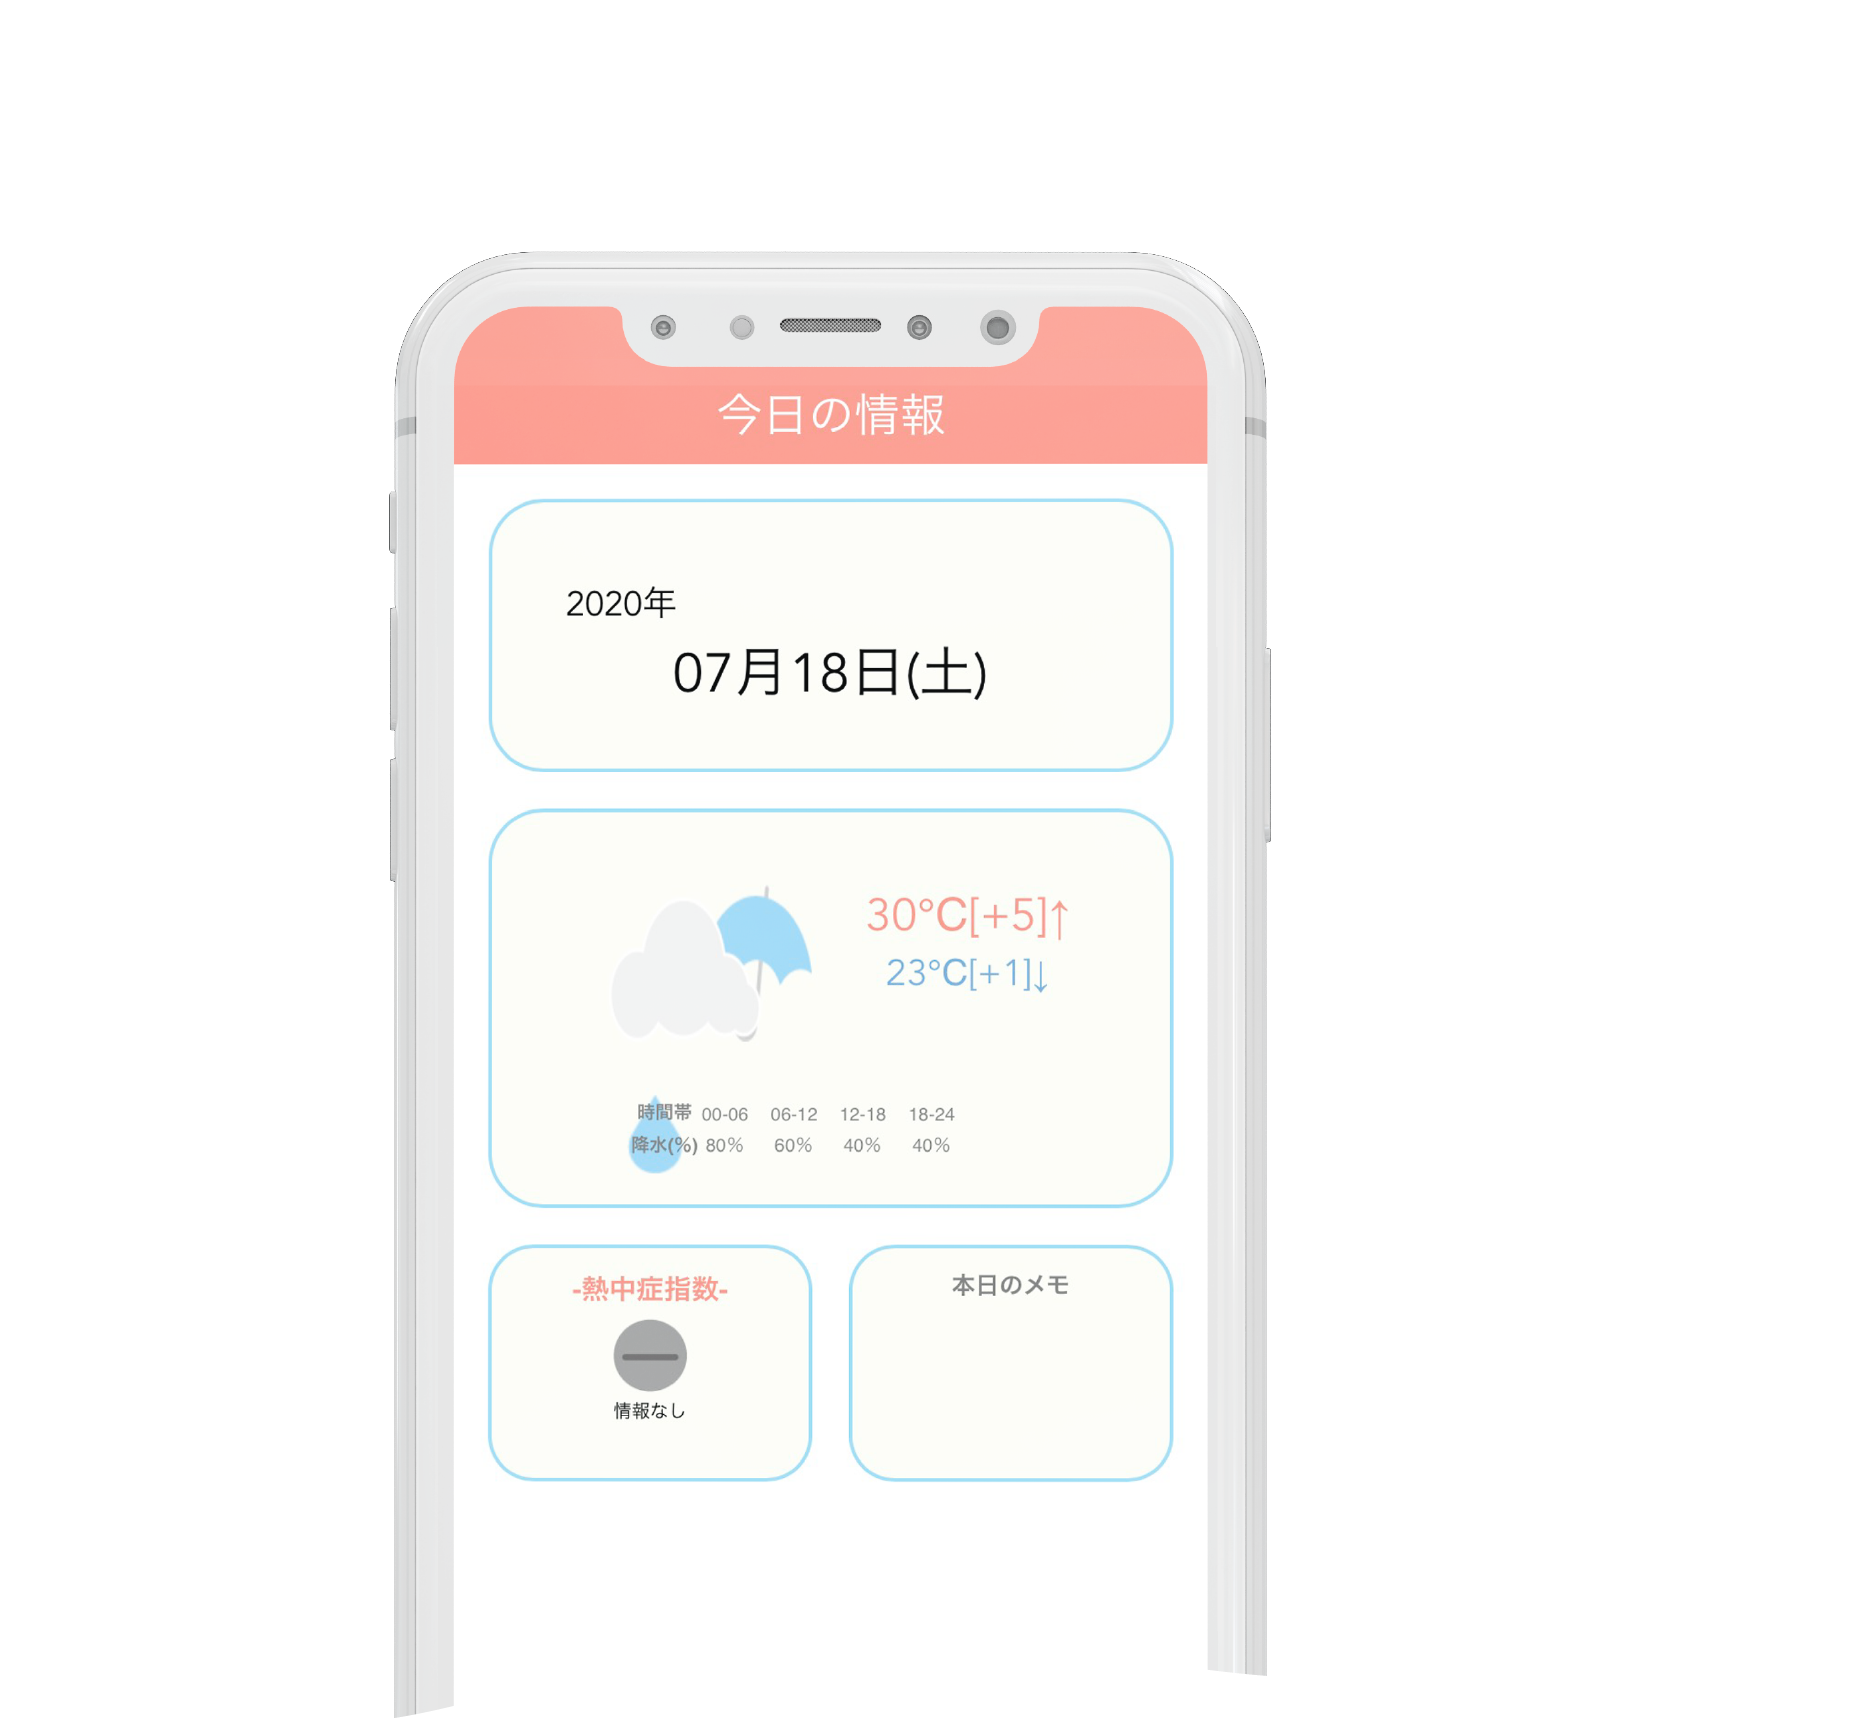 今日の情報
2020年
07月18日(土)
30°C[+5]↑
23°C[+1]↓
時間帯 00-06 06-12 12-18 18-24
降水(%) 80% 60% 40% 40%
-熱中症指数-
情報なし
本日のメモ